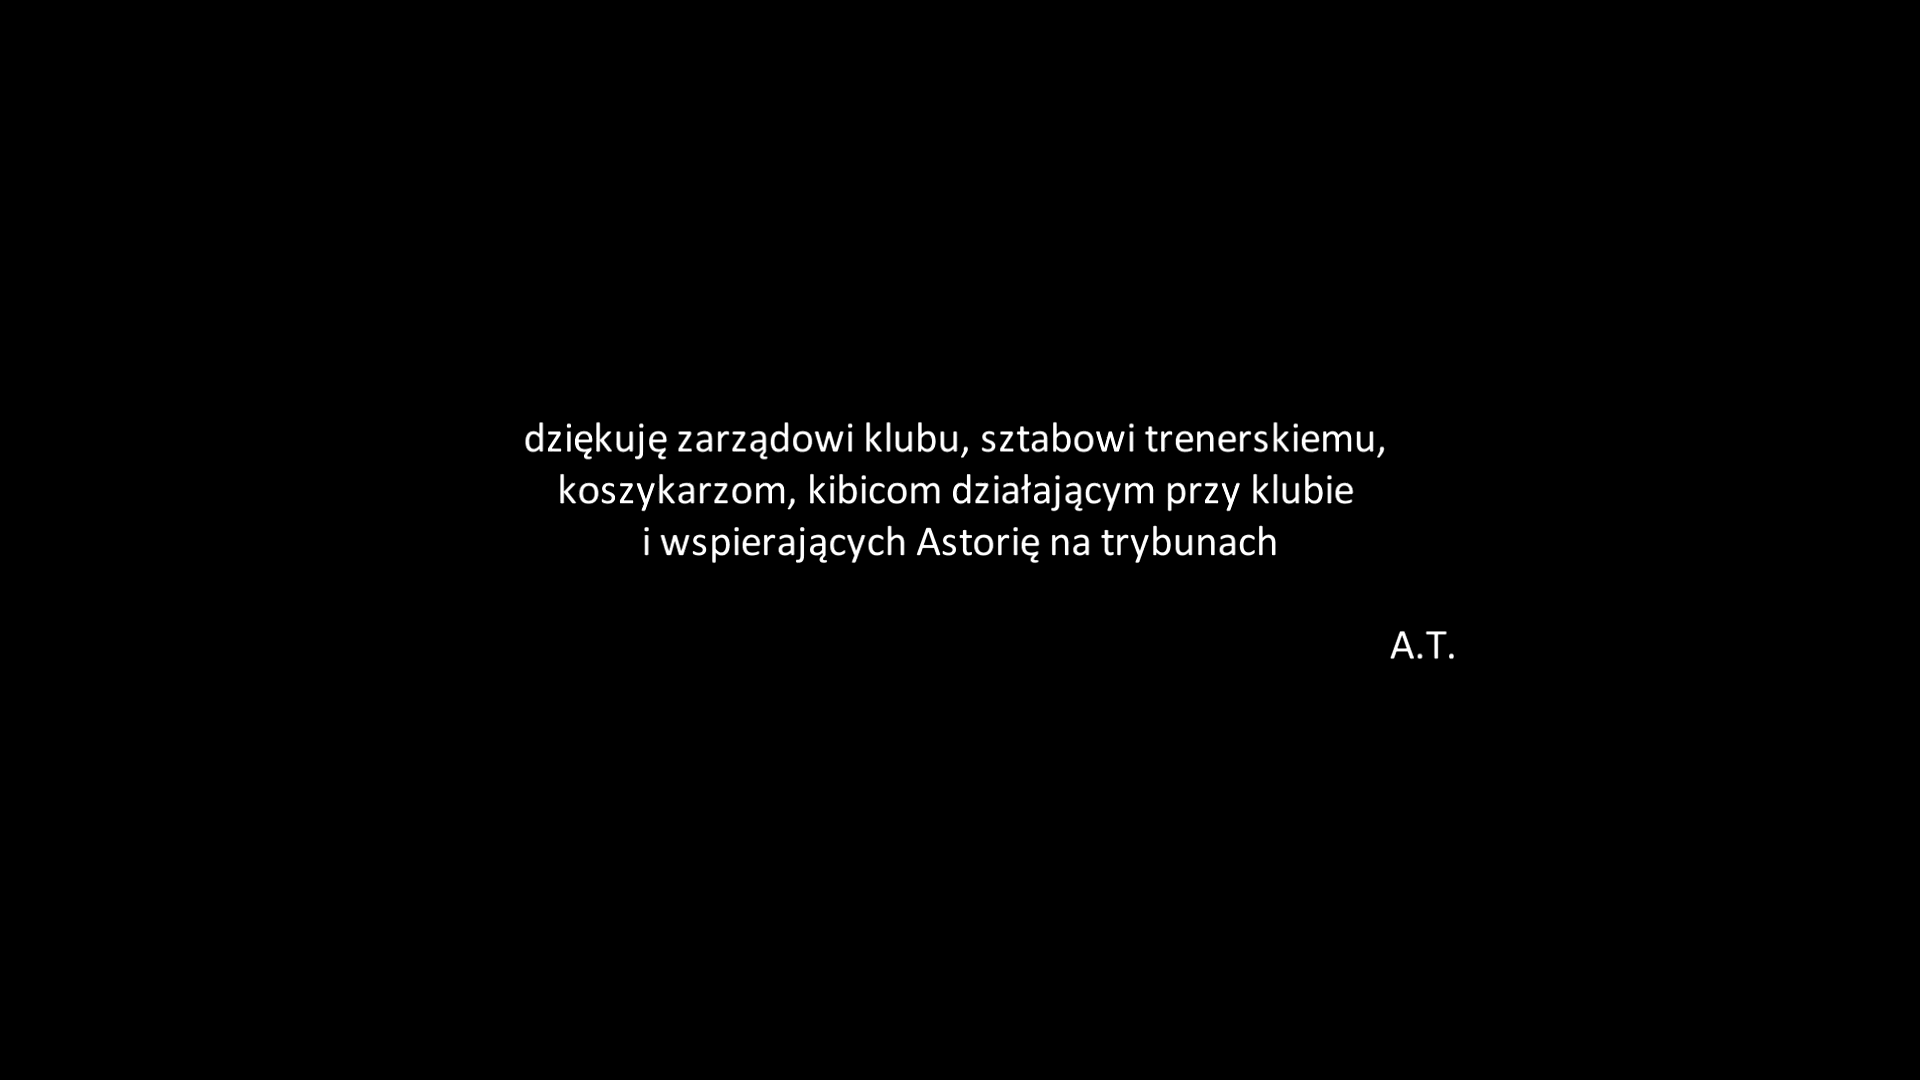 dziękuję zarządowi klubu, sztabowi trenerskiemu,
koszykarzom, kibicom działającym przy klubie
i wspierających Astorię na trybunach
A.T.